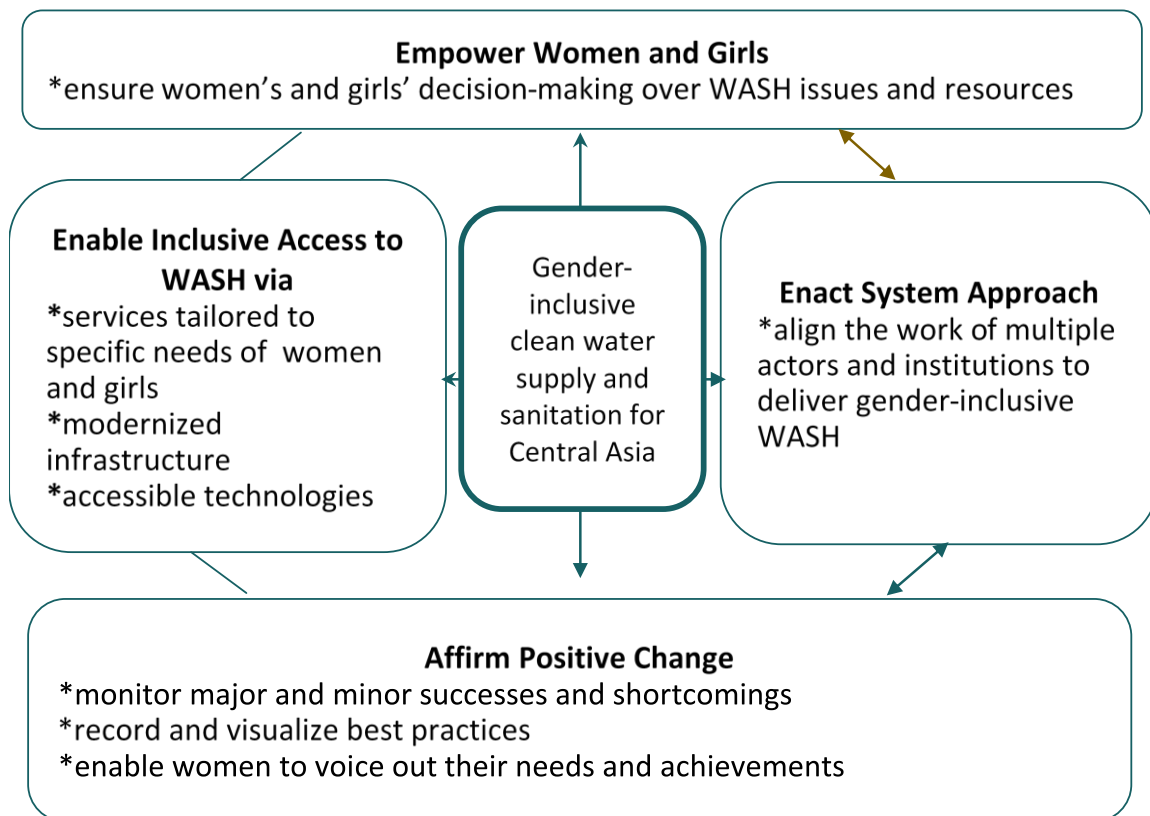 Empower Women and Girls
*ensure women’s and girls’ decision-making over WASH issues and resources
Enable Inclusive Access to
WASH via
*services tailored to
specific needs of  women
and girls
*modernized
infrastructure
*accessible technologies
Gender-
inclusive
clean water
supply and
sanitation for
Central Asia
Enact System Approach
*align the work of multiple
actors and institutions to
deliver gender-inclusive
WASH
Affirm Positive Change
*monitor major and minor successes and shortcomings
*record and visualize best practices
*enable women to voice out their needs and achievements